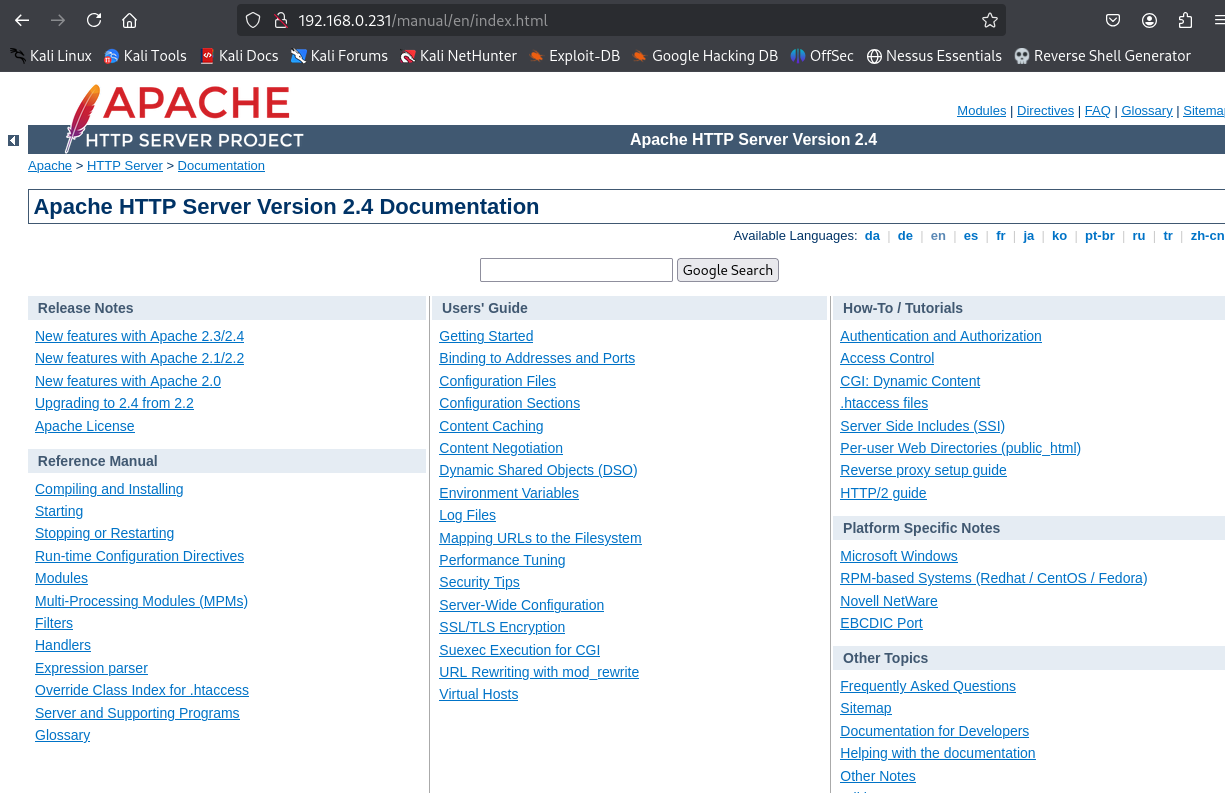 192.168.0.231/manual/en/index.html
Kali Linux Kali Tools Kali Docs Kali Forums Kali NetHunter Exploit-DB Google Hacking DB OffSec Nessus Essentials Reverse Shell Generator
APACHE
HTTP SERVER PROJECT
Modules | Directives | FAQ | Glossary | Sitema
Apache HTTP Server Version 2.4
Apache > HTTP Server > Documentation
Apache HTTP Server Version 2.4 Documentation
Available Languages: da | de | en | es | fr | ja | ko | pt-br | ru | tr | zh-cn
Google Search
Release Notes
New features with Apache 2.3/2.4
New features with Apache 2.1/2.2
New features with Apache 2.0
Upgrading to 2.4 from 2.2
Apache License
Reference Manual
Compiling and Installing
Starting
Stopping or Restarting
Run-time Configuration Directives
Modules
Multi-Processing Modules (MPMs)
Filters
Handlers
Expression parser
Override Class Index for .htaccess
Server and Supporting Programs
Glossary
Users' Guide
Getting Started
Binding to Addresses and Ports
Configuration Files
Configuration Sections
Content Caching
Content Negotiation
Dynamic Shared Objects (DSO)
Environment Variables
Log Files
Mapping URLs to the Filesystem
Performance Tuning
Security Tips
Server-Wide Configuration
SSL/TLS Encryption
Suexec Execution for CGI
URL Rewriting with mod_rewrite
Virtual Hosts
How-To / Tutorials
Authentication and Authorization
Access Control
CGI: Dynamic Content
.htaccess files
Server Side Includes (SSI)
Per-user Web Directories (public_html)
Reverse proxy setup guide
HTTP/2 guide
Platform Specific Notes
Microsoft Windows
RPM-based Systems (Redhat / CentOS / Fedora)
Novell NetWare
EBCDIC Port
Other Topics
Frequently Asked Questions
Sitemap
Documentation for Developers
Helping with the documentation
Other Notes